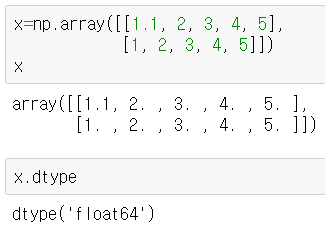 x=np.array([[1.1, 2, 3, 4, 5],
[1, 2, 3, 4, 5]])
x
array([[1.1, 2. , 3. , 4. , 5. ],
[1. , 2. , 3. , 4. , 5. ]])
x.dtype
dtype('float64')